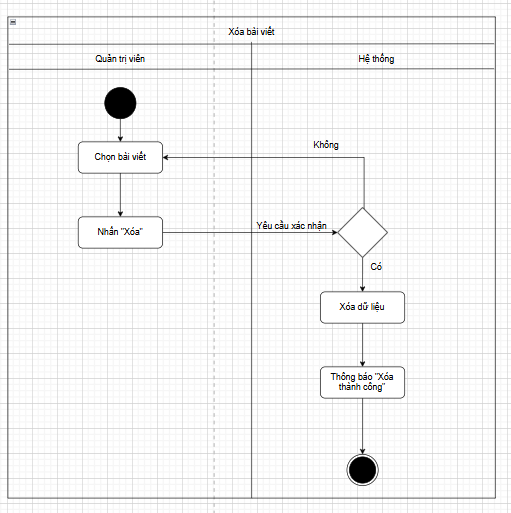 Xóa bài viết
Quản trị viên
Hệ thống
Không
Chọn bài viết
Nhấn "Xóa"
Yêu cầu xác nhận
Có
Xóa dữ liệu
Thông báo "Xóa
thành công"